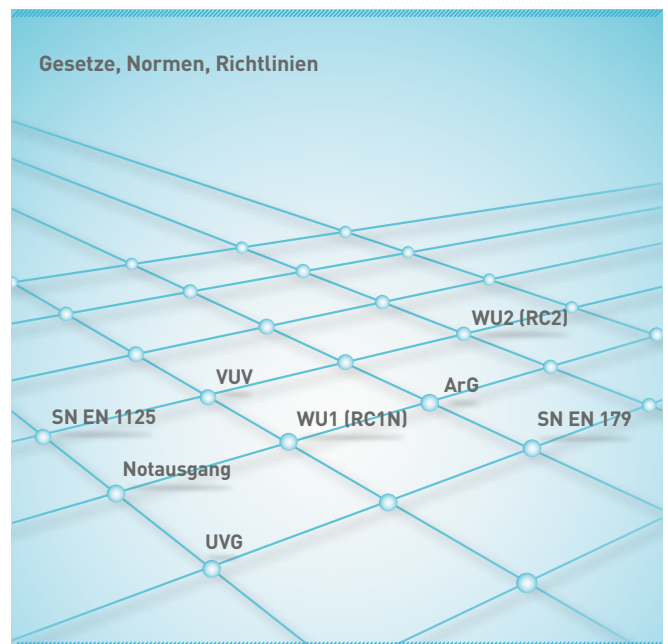 Gesetze, Normen, Richtlinien
WU2 (RC2)
VUV
ArG
SN EN 1125
WU1 (RC1N)
SN EN 179
Notausgang
UVG